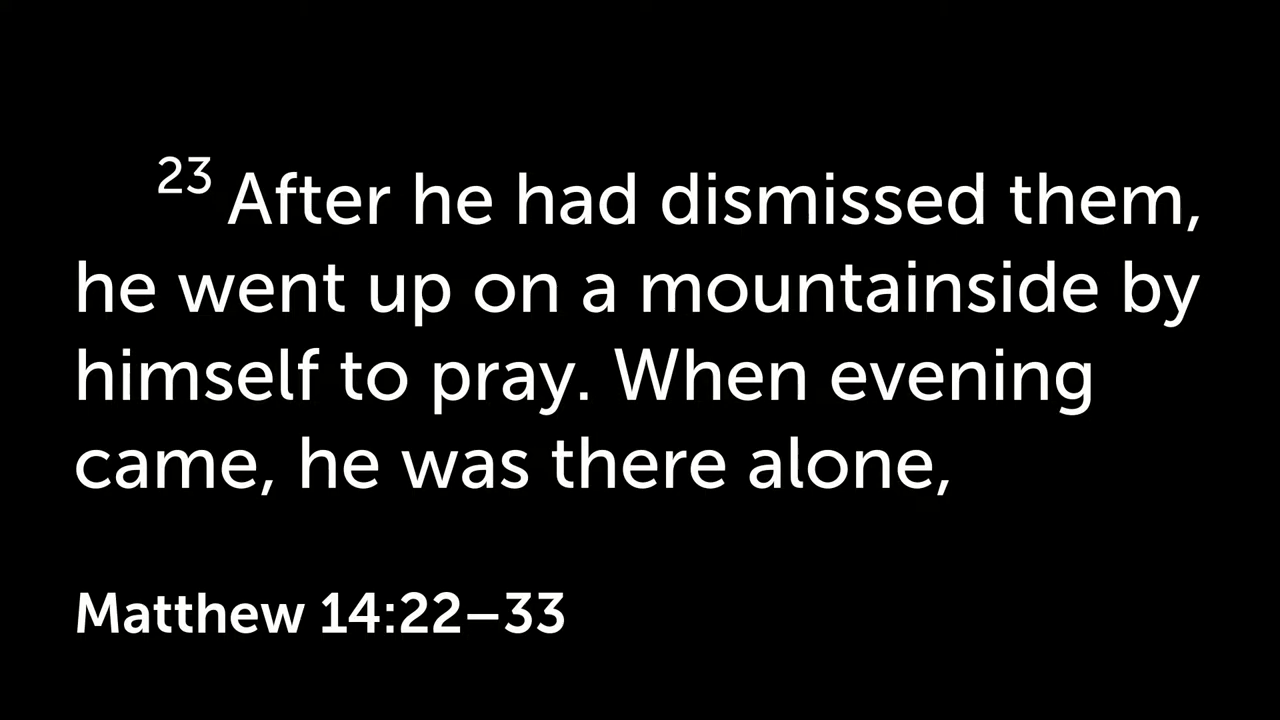 23 After he had dismissed them,
he went up on a mountainside by
himself to pray. When evening
came, he was there alone,
Matthew 14:22–33